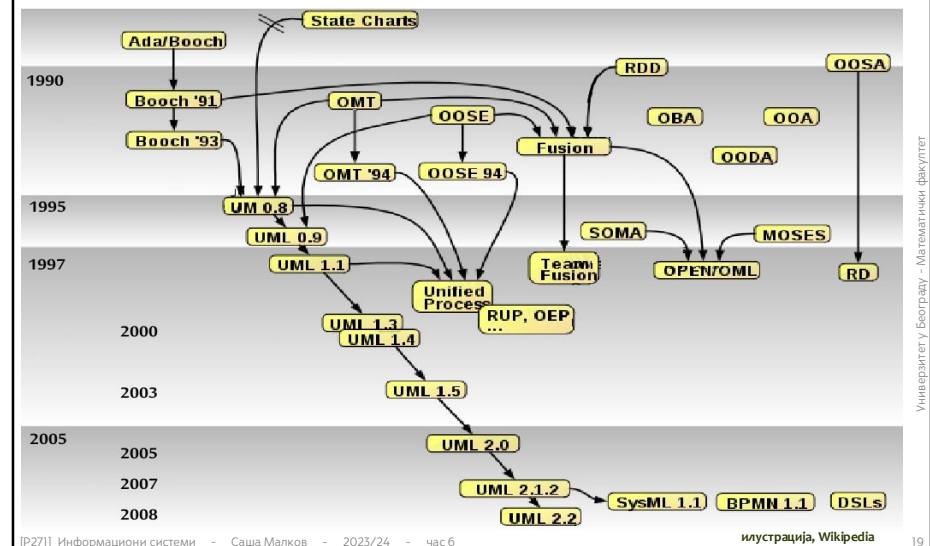 State Charts
Ada/Booch
OOSA
RDD
1990
Booch '91
OMT
OOSE
OBA
OOA
Booch '93
Fusion
OODA
OMT '94
OOSE 94
1995
UM 0.8
UML 0.9
SOMA
MOSES
1997
UML 1.1
Team
Fusion
OPEN/OML
RD
Unified
Process
RUP, OEP
...
2000
UML 1.3
UML 1.4
2003
UML 1.5
2005
UML 2.0
2005
2007
UML 2.1.2
SysML 1.1
BPMN 1.1
DSLs
2008
UML 2.2
илустрација, Wikipedia
[P271] Информациони системи - Саша Малков - 2023/24 - час 6
19
Универзитет у Београду - Математички факултет